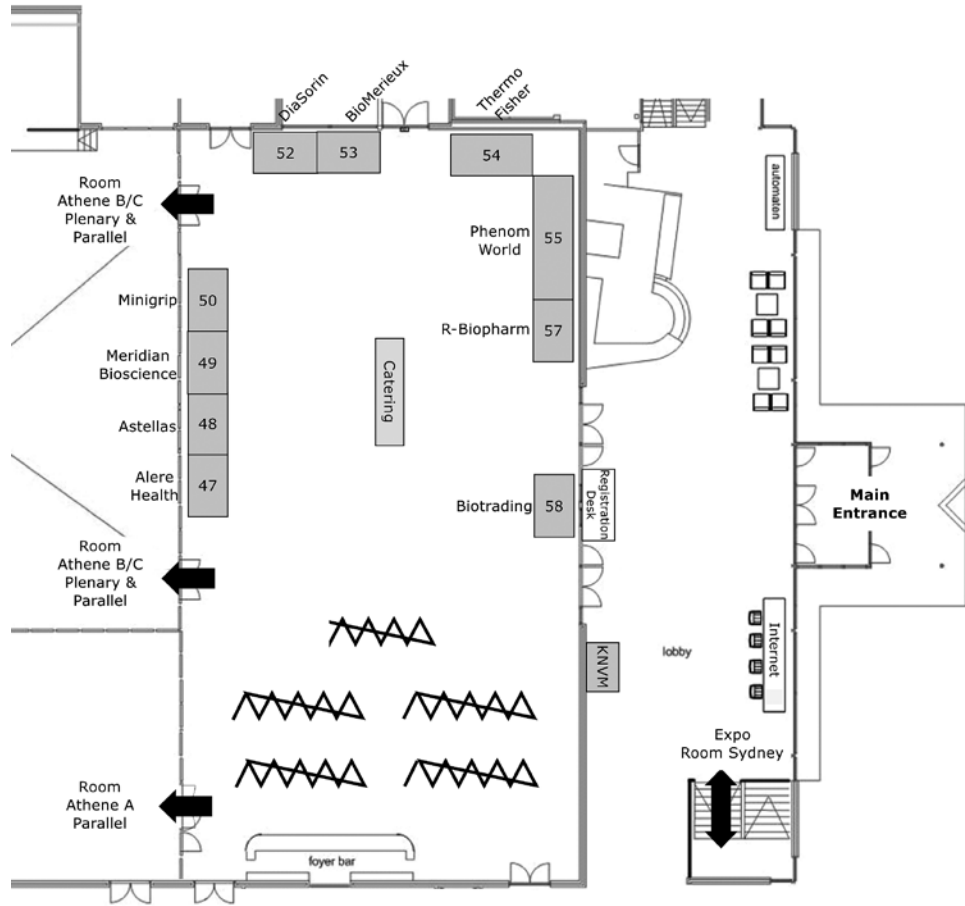 DiaSorin
BioMerieux
Thermo
Fisher
52
53
54
Room
Athene B/C
Plenary &
Parallel
automaten
Phenom
World
55
Minigrip
50
R-Biopharm
57
Meridian
Bioscience
49
Catering
Astellas
48
Alere
Health
47
Biotrading
58
Registration
Desk
Main
Entrance
Room
Athene B/C
Plenary &
Parallel
KNVM
lobby
Internet
Expo
Room Sydney
Room
Athene A
Parallel
foyer bar